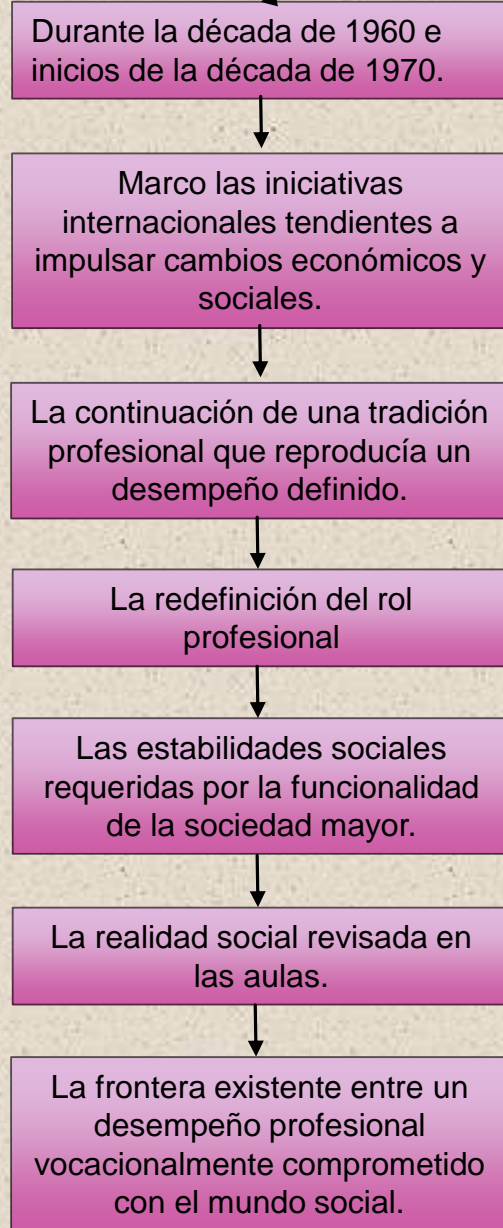 Durante la década de 1960 e
inicios de la década de 1970.
Marco las iniciativas
internacionales tendientes a
impulsar cambios económicos y
sociales.
La continuación de una tradición
profesional que reproducía un
desempeño definido.
La redefinición del rol
profesional
Las estabilidades sociales
requeridas por la funcionalidad
de la sociedad mayor.
La realidad social revisada en
las aulas.
La frontera existente entre un
desempeño profesional
vocacionalmente comprometido
con el mundo social.